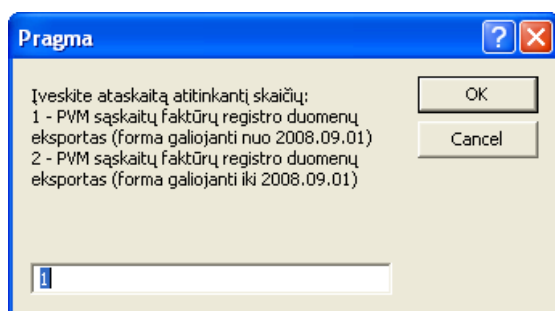 Pragma
Įveskite ataskaitą atitinkantį skaičių:
1 - PVM sąskaitų faktūrų registro duomenų
eksportas (forma galiojanti nuo 2008.09.01)
2 - PVM sąskaitų faktūrų registro duomenų
eksportas (forma galiojanti iki 2008.09.01)
OK
Cancel
1